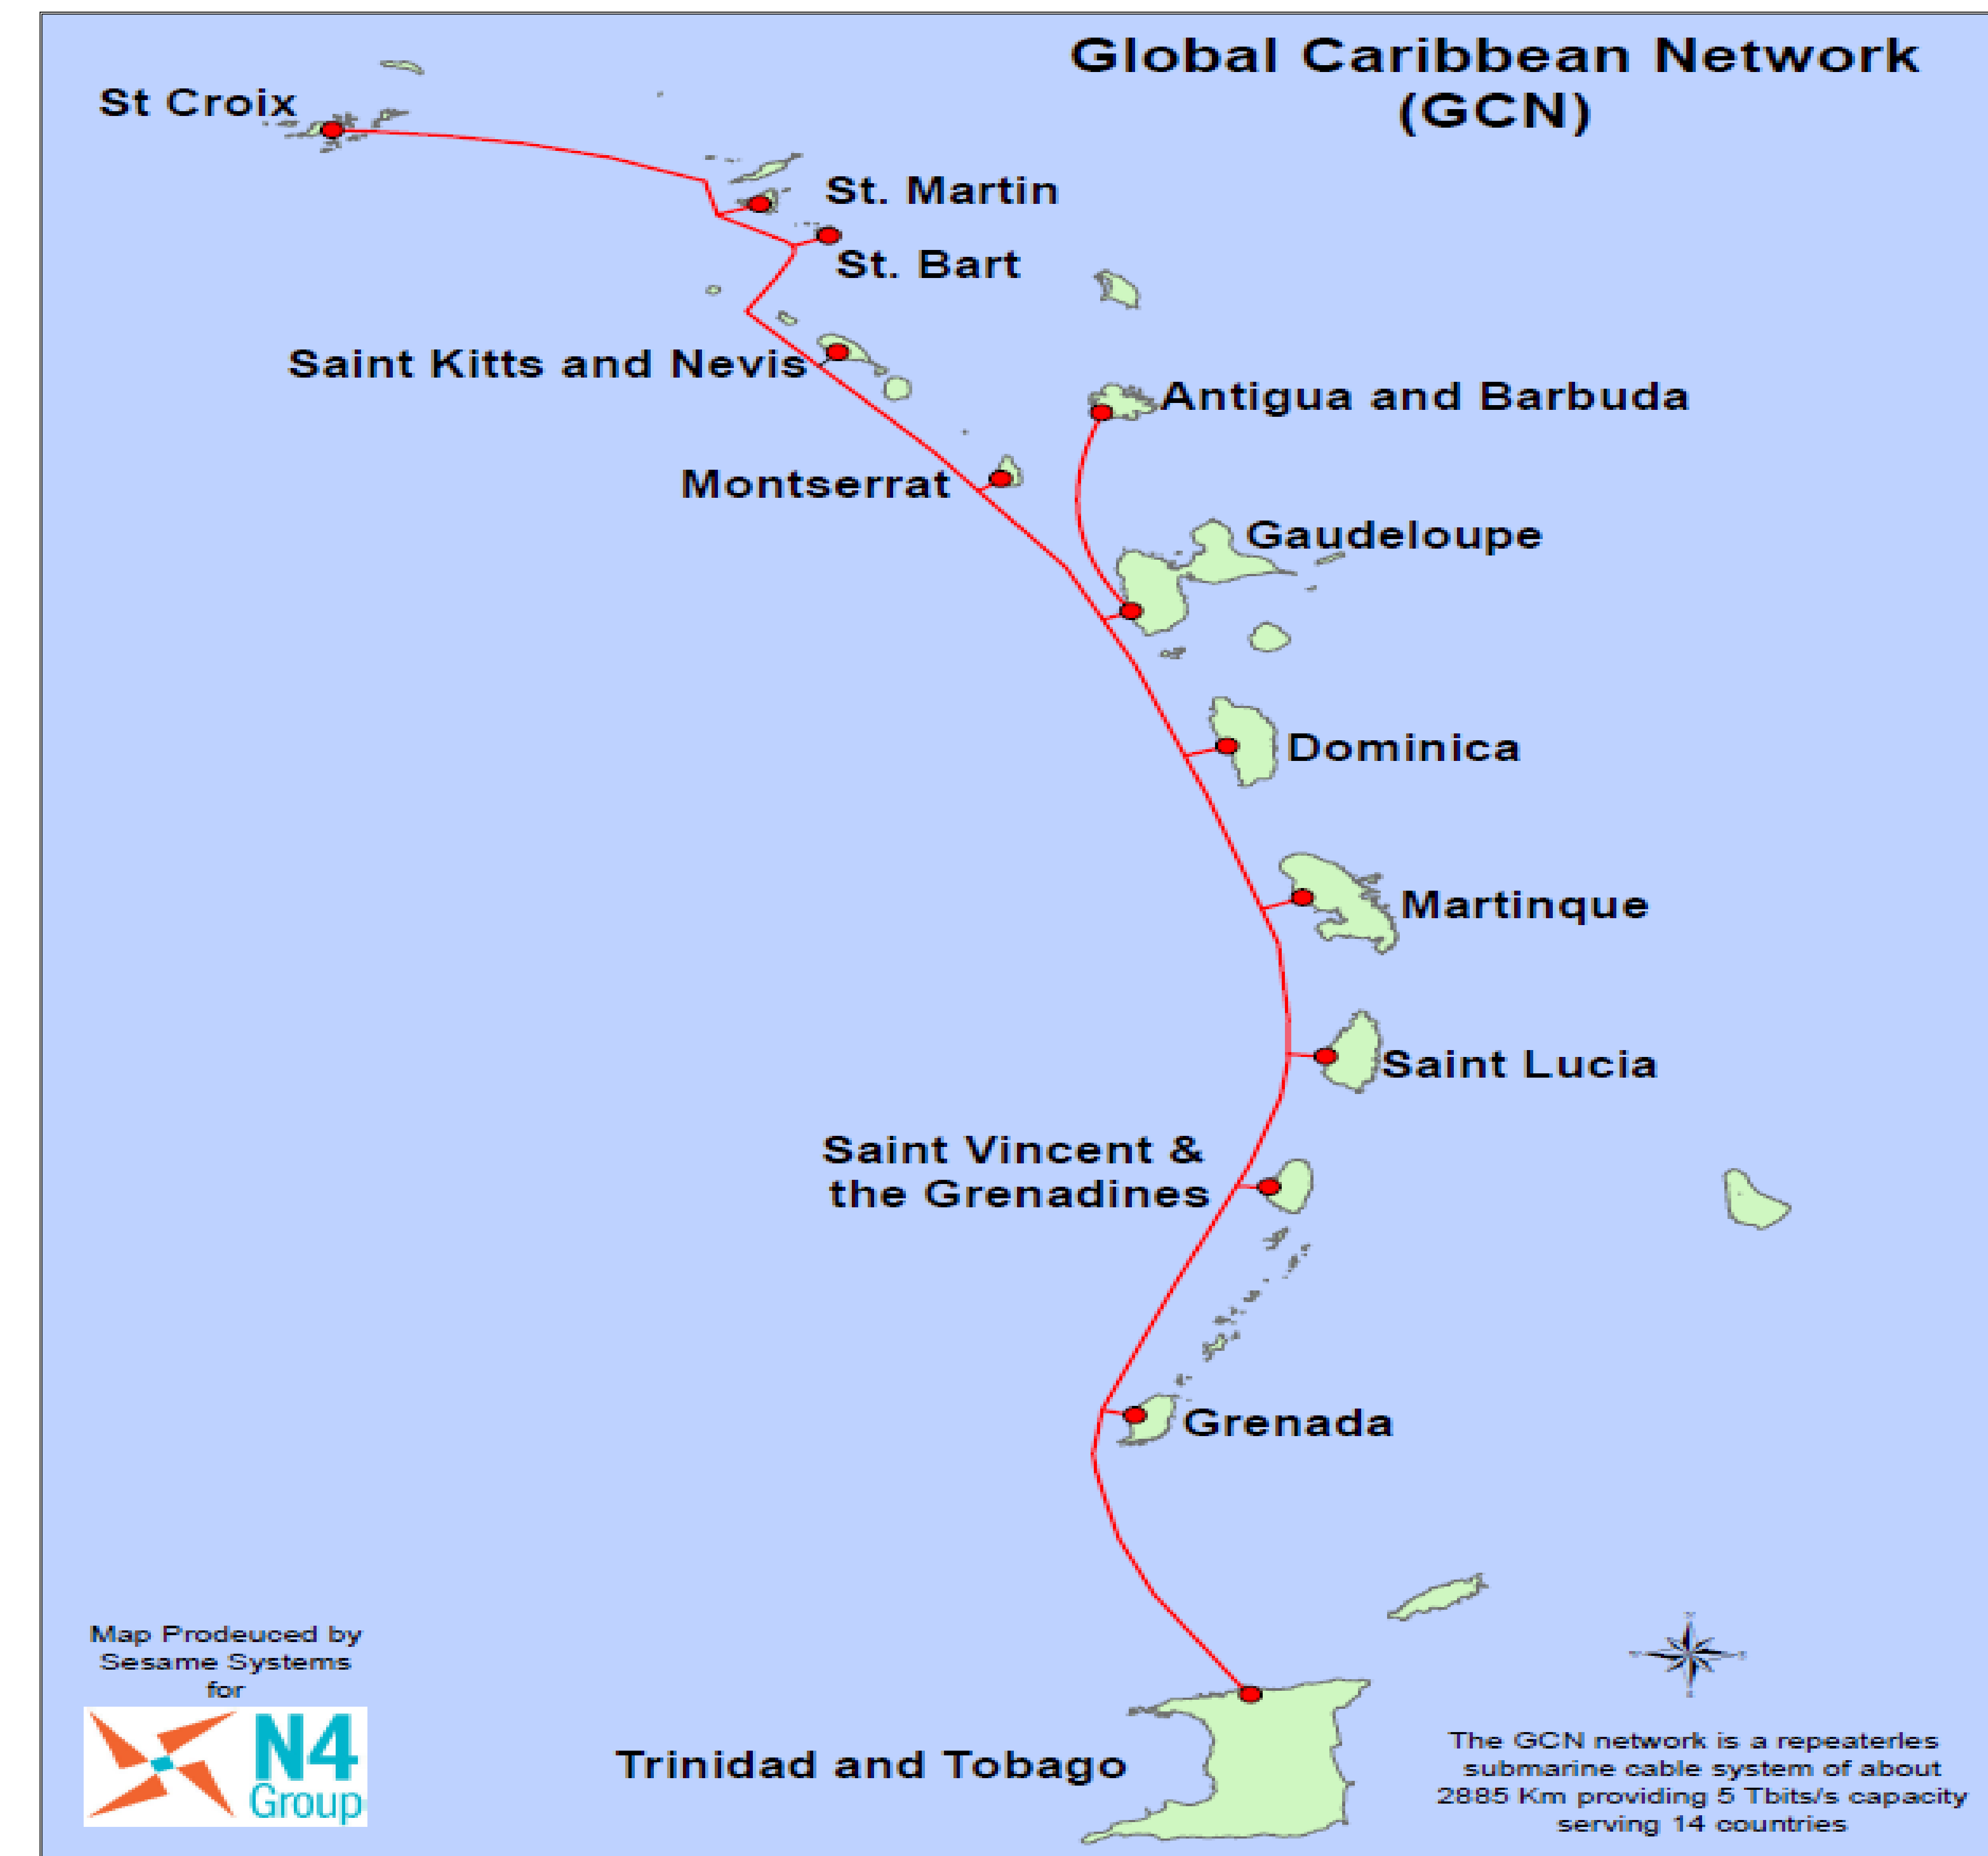 Global Caribbean Network
(GCN)
St Croix
St. Martin
St. Bart
Saint Kitts and Nevis
Antigua and Barbuda
Montserrat
Gaudeloupe
Dominica
Martinque
Saint Lucia
Saint Vincent &
the Grenadines
Grenada
Trinidad and Tobago
Map Prodeuced by
Sesame Systems
for
N4
Group
The GCN network is a repeaterles
submarine cable system of about
2885 Km providing 5 Tbits/s capacity
serving 14 countries